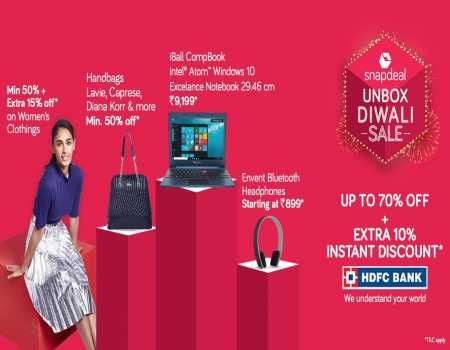 Min 50% +
Extra 15% off*
on Women's
Clothings
Handbags
Lavie, Caprese,
Diana Korr & more
Min. 50% off*
iBall CompBook
Intel® Atom™ Windows 10
Excelance Notebook 29.46 cm
₹9,199*
Envent Bluetooth
Headphones
Starting at ₹899*
snapdeal
UNBOX
DIWALI
SALE
UP TO 70% OFF
+
EXTRA 10%
INSTANT DISCOUNT*
HDFC BANK
We understand your world
*T&C apply